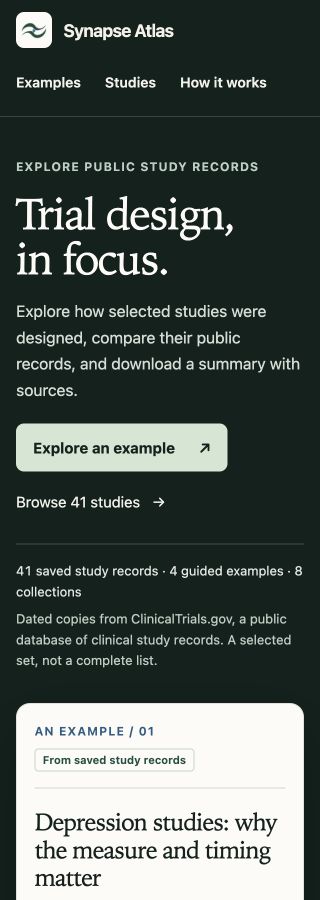 Synapse Atlas
Examples Studies How it works
EXPLORE PUBLIC STUDY RECORDS
Trial design,
in focus.
Explore how selected studies were
designed, compare their public
records, and download a summary with
sources.
Explore an example ↗
Browse 41 studies →
41 saved study records · 4 guided examples · 8
collections
Dated copies from ClinicalTrials.gov, a public
database of clinical study records. A selected
set, not a complete list.
AN EXAMPLE / 01
From saved study records
Depression studies: why
the measure and timing
matter